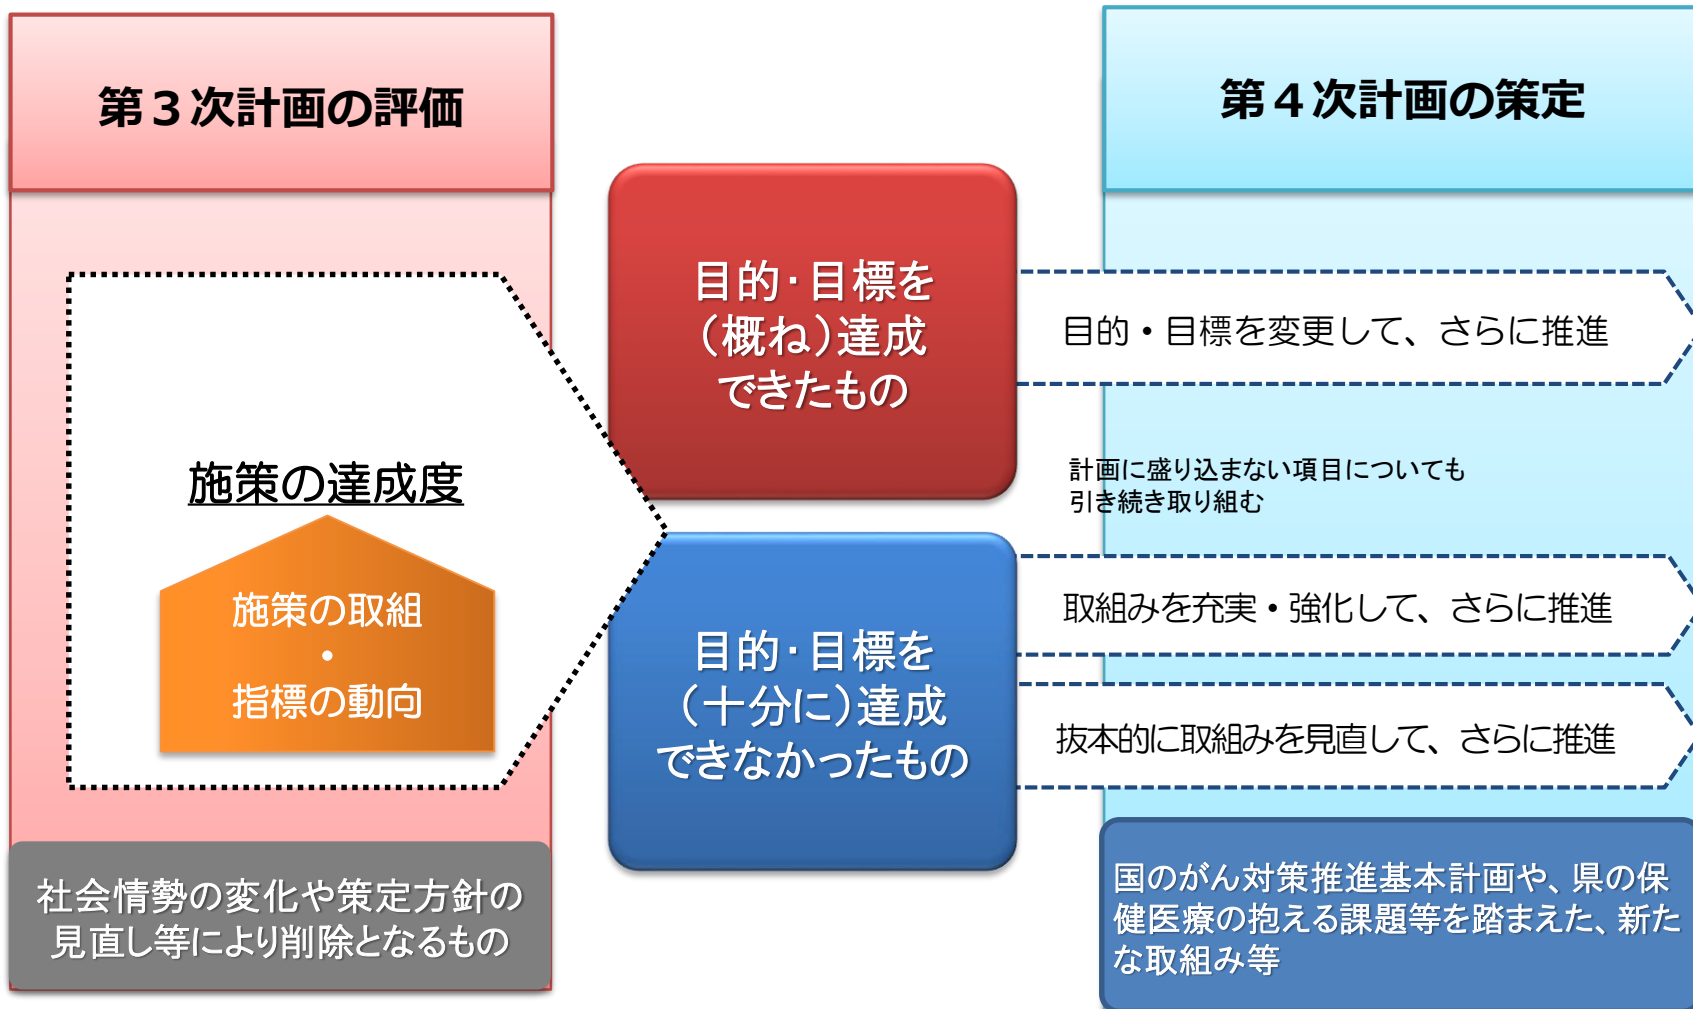 第３次計画の評価
施策の達成度
施策の取組
・
指標の動向
社会情勢の変化や策定方針の
見直し等により削除となるもの
目的・目標を
（概ね）達成
できたもの
目的・目標を
（十分に）達成
できなかったもの
第４次計画の策定
目的・目標を変更して、さらに推進
計画に盛り込まない項目についても
引き続き取り組む
取組みを充実・強化して、さらに推進
抜本的に取組みを見直して、さらに推進
国のがん対策推進基本計画や、県の保
健医療の抱える課題等を踏まえた、新た
な取組み等